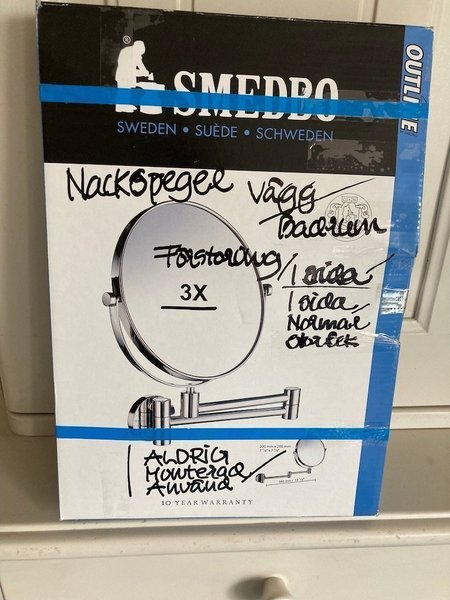 SMEDBO
SWEDEN • SUÈDE • SCHWEDEN
OUTLINE
Nackspegel
Vägg
Badrum
Förstoring
1 sida
3X
1 sida
Normal
ALDRIG
Monterad
Använd
10 YEAR WARRANTY